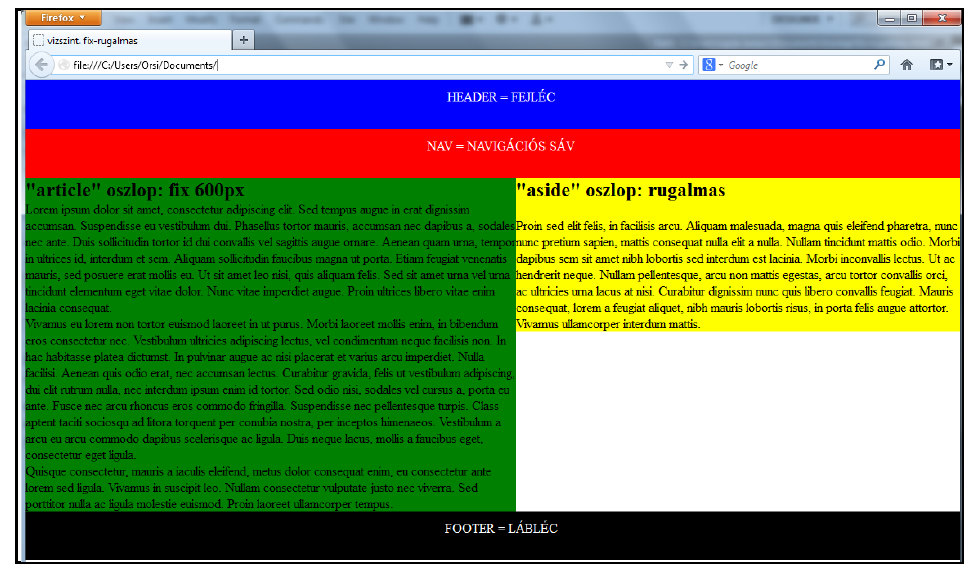 Firefox
vizszint. fix-rugalmas
file:///C:/Users/Orsi/Documents/
Google
HEADER = FEJLÉC
NAV = NAVIGÁCIÓS SÁV
"article" oszlop: fix 600px
Lorem ipsum dolor sit amet, consectetur adipiscing elit. Sed tempus augue in erat dignissim
accumsan. Suspendisse eu vestibulum dui. Phasellus tortor mauris, accumsan nec dapibus a, sodales
nec ante. Duis sollicitudin tortor id dui convallis vel sagittis augue ornare. Aenean quam urna, tempor
in ultrices id, interdum et sem. Aliquam sollicitudin faucibus magna ut porta. Etiam feugiat venenatis
mauris, sed posuere erat mollis eu. Ut sit amet leo nisi, quis aliquam felis. Sed sit amet urna vel urna
tincidunt elementum eget vitae dolor. Nunc vitae imperdiet augue. Proin ultrices libero vitae enim
lacinia consequat.
Vivamus eu lorem non tortor euismod laoreet in ut purus. Morbi laoreet mollis enim, in bibendum
eros consectetur nec. Vestibulum ultricies adipiscing lectus, vel condimentum neque facilisis non. In
hac habitasse platea dictumst. In pulvinar augue ac nisi placerat et varius arcu imperdiet. Nulla
facilisi. Aenean quis odio erat, nec accumsan lectus. Curabitur gravida, felis ut vestibulum adipiscing,
dui elit rutrum nulla, nec interdum ipsum enim id tortor. Sed odio nisi, sodales vel cursus a, porta eu
ante. Fusce nec arcu rhoncus eros commodo fringilla. Suspendisse nec pellentesque turpis. Class
aptent taciti sociosqu ad litora torquent per conubia nostra, per inceptos himenaeos. Vestibulum a
arcu eu arcu commodo dapibus scelerisque ac ligula. Duis neque lacus, mollis a faucibus eget,
consectetur eget ligula.
Quisque consectetur, mauris a iaculis eleifend, metus dolor consequat enim, eu consectetur ante
lorem sed ligula. Vivamus in suscipit leo. Nullam consectetur vulputate justo nec viverra. Sed
porttitor nulla ac ligula molestie euismod. Proin laoreet ullamcorper tempus.
"aside" oszlop: rugalmas
Proin sed elit felis, in facilisis arcu. Aliquam malesuada, magna quis eleifend pharetra, nunc
nunc pretium sapien, mattis consequat nulla elit a nulla. Nullam tincidunt mattis odio. Morbi
dapibus sem sit amet nibh lobortis sed interdum est lacinia. Morbi inconvallis lectus. Ut ac
hendrerit neque. Nullam pellentesque, arcu non mattis egestas, arcu tortor convallis orci,
ac ultricies urna lacus at nisi. Curabitur dignissim nunc quis libero convallis feugiat. Mauris
consequat, lorem a feugiat aliquet, nibh mauris lobortis risus, in porta felis augue attortor.
Vivamus ullamcorper interdum mattis.
FOOTER = LÁBLÉC